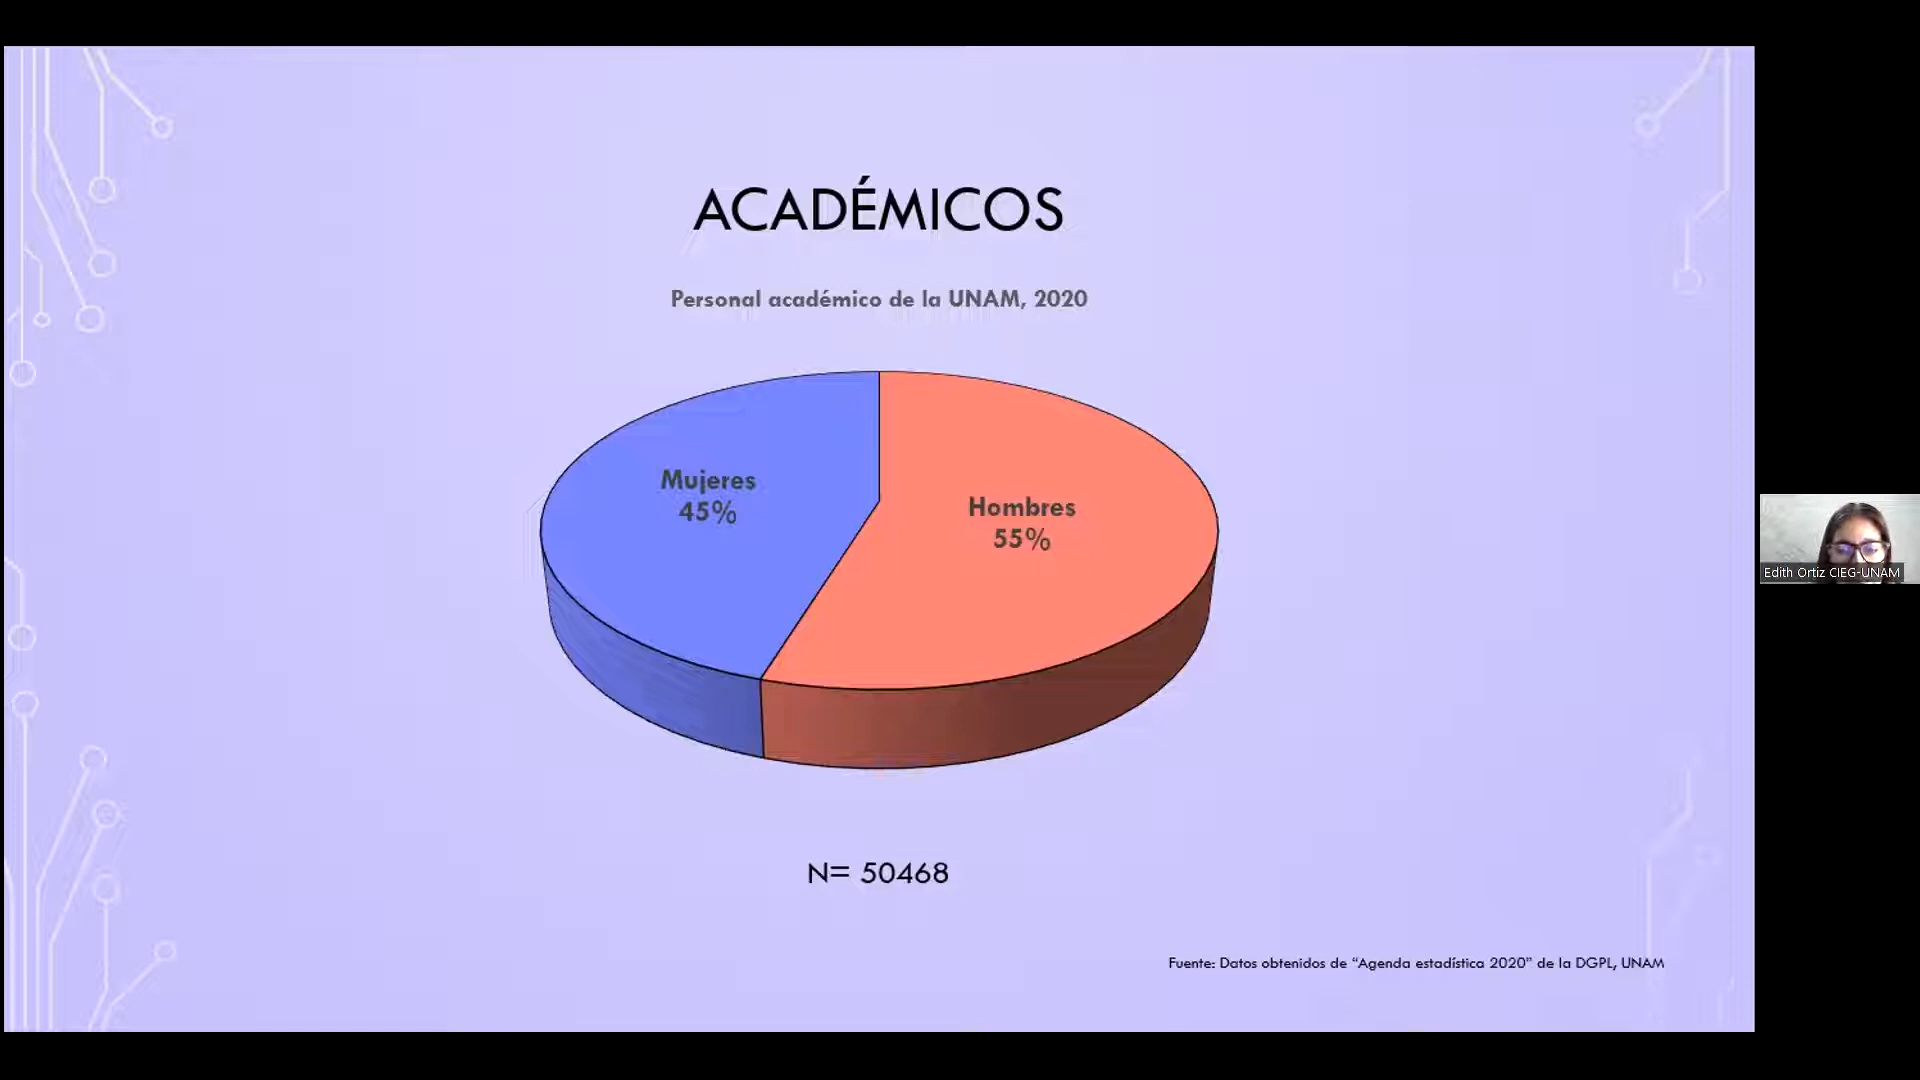 ACADÉMICOS
Personal académico de la UNAM, 2020
Mujeres
45%
Hombres
55%
N= 50468
Fuente: Datos obtenidos de “Agenda estadística 2020” de la DGPL, UNAM
Edith Ortiz CIEG-UNAM